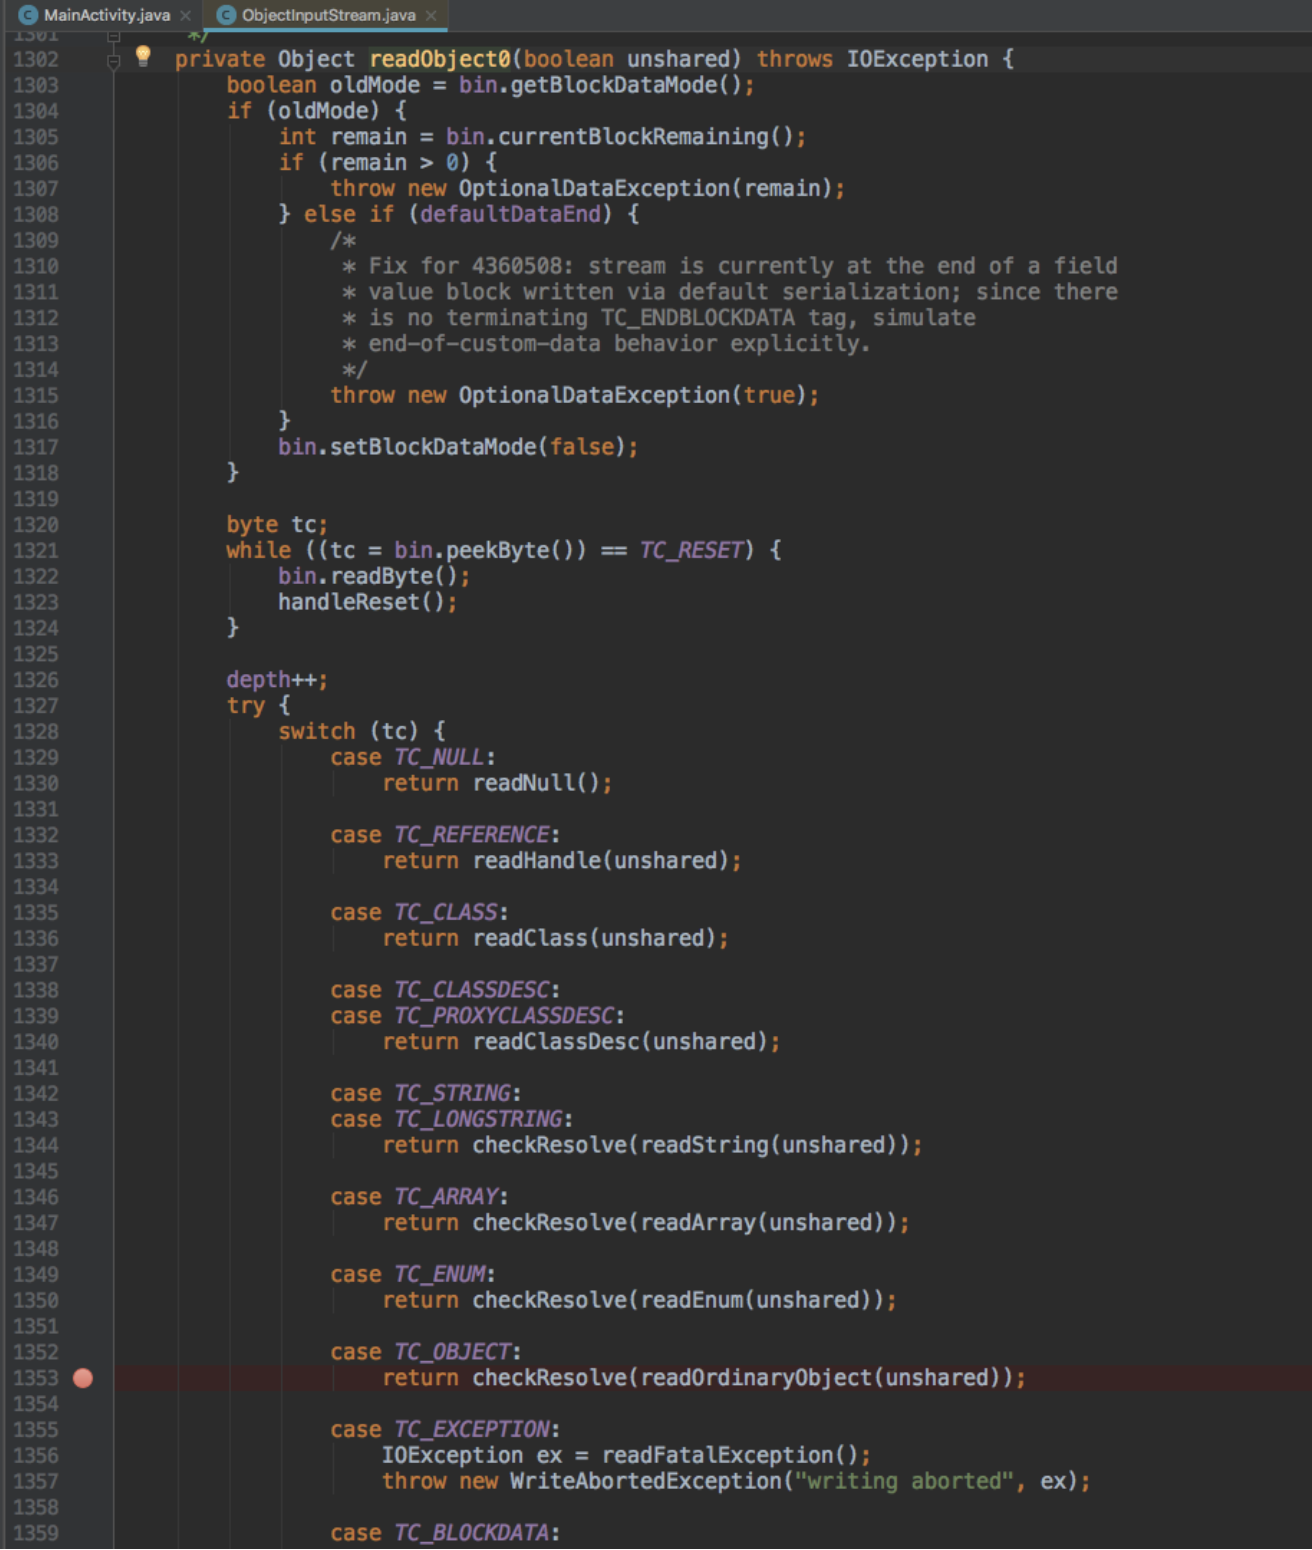 MainActivity.java × ObjectInputStream.java ×
1301 */
1302 private Object readObject0(boolean unshared) throws IOException {
1303 boolean oldMode = bin.getBlockDataMode();
1304 if (oldMode) {
1305 int remain = bin.currentBlockRemaining();
1306 if (remain > 0) {
1307 throw new OptionalDataException(remain);
1308 } else if (defaultDataEnd) {
1309 /*
1310 * Fix for 4360508: stream is currently at the end of a field
1311 * value block written via default serialization; since there
1312 * is no terminating TC_ENDBLOCKDATA tag, simulate
1313 * end-of-custom-data behavior explicitly.
1314 */
1315 throw new OptionalDataException(true);
1316 }
1317 bin.setBlockDataMode(false);
1318 }
1319
1320 byte tc;
1321 while ((tc = bin.peekByte()) == TC_RESET) {
1322 bin.readByte();
1323 handleReset();
1324 }
1325
1326 depth++;
1327 try {
1328 switch (tc) {
1329 case TC_NULL:
1330 return readNull();
1331
1332 case TC_REFERENCE:
1333 return readHandle(unshared);
1334
1335 case TC_CLASS:
1336 return readClass(unshared);
1337
1338 case TC_CLASSDESC:
1339 case TC_PROXYCLASSDESC:
1340 return readClassDesc(unshared);
1341
1342 case TC_STRING:
1343 case TC_LONGSTRING:
1344 return checkResolve(readString(unshared));
1345
1346 case TC_ARRAY:
1347 return checkResolve(readArray(unshared));
1348
1349 case TC_ENUM:
1350 return checkResolve(readEnum(unshared));
1351
1352 case TC_OBJECT:
1353 return checkResolve(readOrdinaryObject(unshared));
1354
1355 case TC_EXCEPTION:
1356 IOException ex = readFatalException();
1357 throw new WriteAbortedException("writing aborted", ex);
1358
1359 case TC_BLOCKDATA: